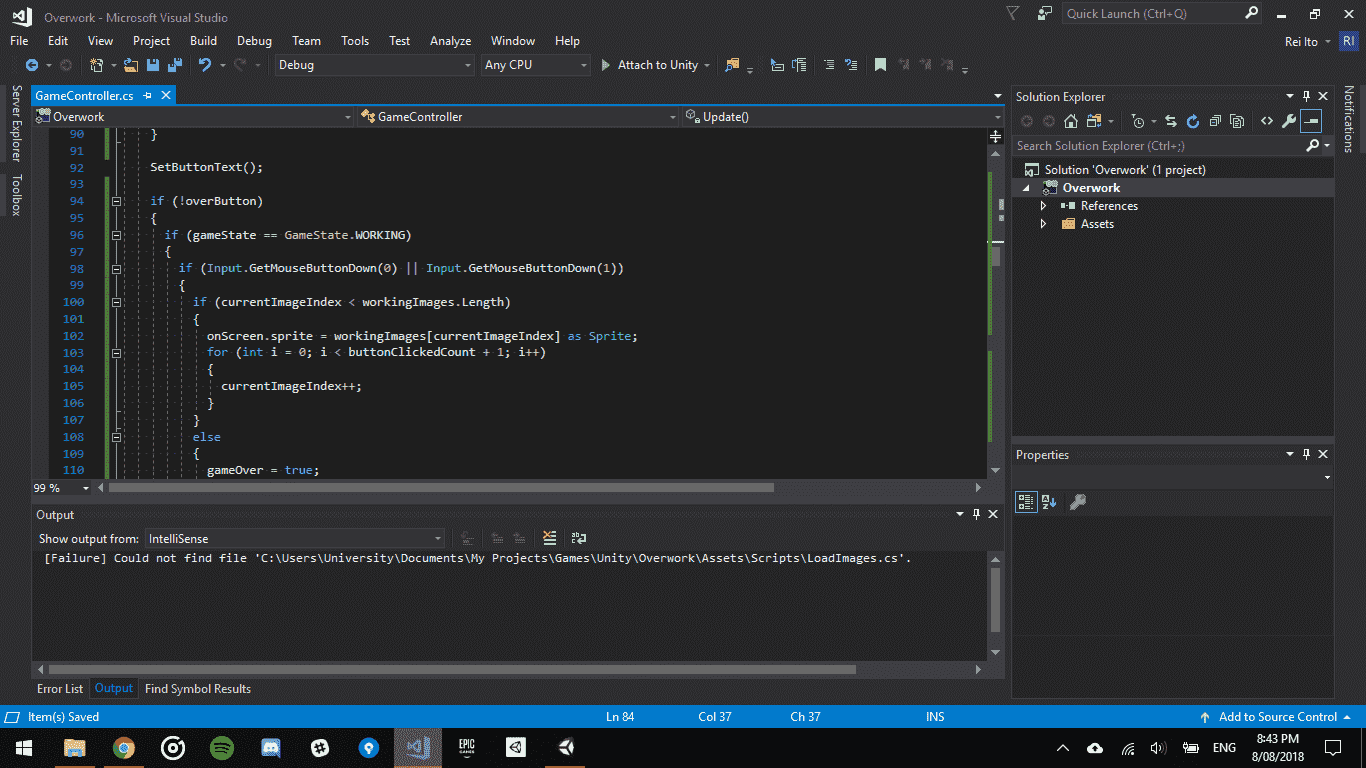 Overwork - Microsoft Visual Studio
Quick Launch (Ctrl+Q)
File Edit View Project Build Debug Team Tools Test Analyze Window Help
Rei Ito RI
Debug Any CPU Attach to Unity
Server Explorer
Toolbox
Notifications
GameController.cs
Overwork GameController Update()
90 }
91
92 SetButtonText();
93
94 if (!overButton)
95 {
96 if (gameState == GameState.WORKING)
97 {
98 if (Input.GetMouseButtonDown(0) || Input.GetMouseButtonDown(1))
99 {
100 if (currentImageIndex < workingImages.Length)
101 {
102 onScreen.sprite = workingImages[currentImageIndex] as Sprite;
103 for (int i = 0; i < buttonClickedCount + 1; i++)
104 {
105 currentImageIndex++;
106 }
107 }
108 else
109 {
110 gameOver = true;
99 %
Output
Show output from: IntelliSense
[Failure] Could not find file 'C:\Users\University\Documents\My Projects\Games\Unity\Overwork\Assets\Scripts\LoadImages.cs'.
Error List Output Find Symbol Results
Solution Explorer
Search Solution Explorer (Ctrl+;)
Solution 'Overwork' (1 project)
Overwork
References
Assets
Properties
Item(s) Saved Ln 84 Col 37 Ch 37 INS Add to Source Control
EPIC GAMES
ENG
8:43 PM
8/08/2018